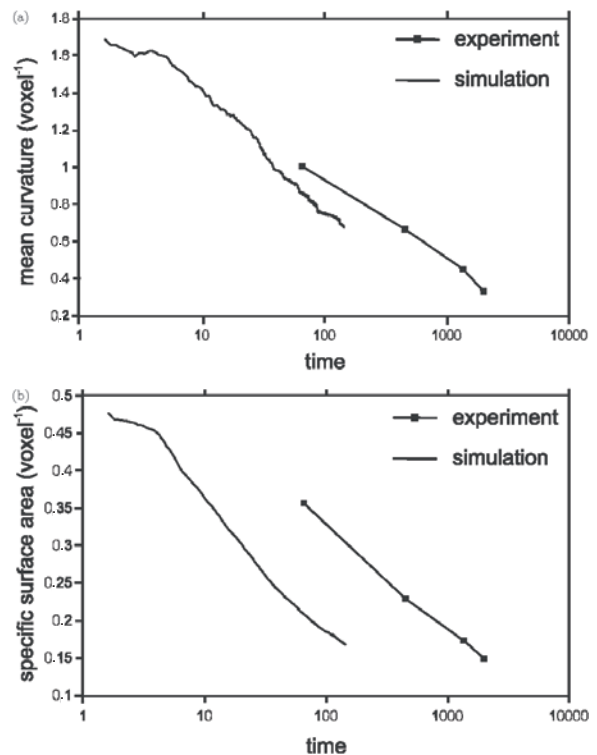 (a)
1.8
experiment
1.6
simulation
1.4
1.2
1
0.8
0.6
0.4
0.2
mean curvature (voxel-1)
1
10
100
1000
10000
time
(b)
0.5
experiment
0.45
simulation
0.4
0.35
0.3
0.25
0.2
0.15
0.1
specific surface area (voxel-1)
1
10
100
1000
10000
time